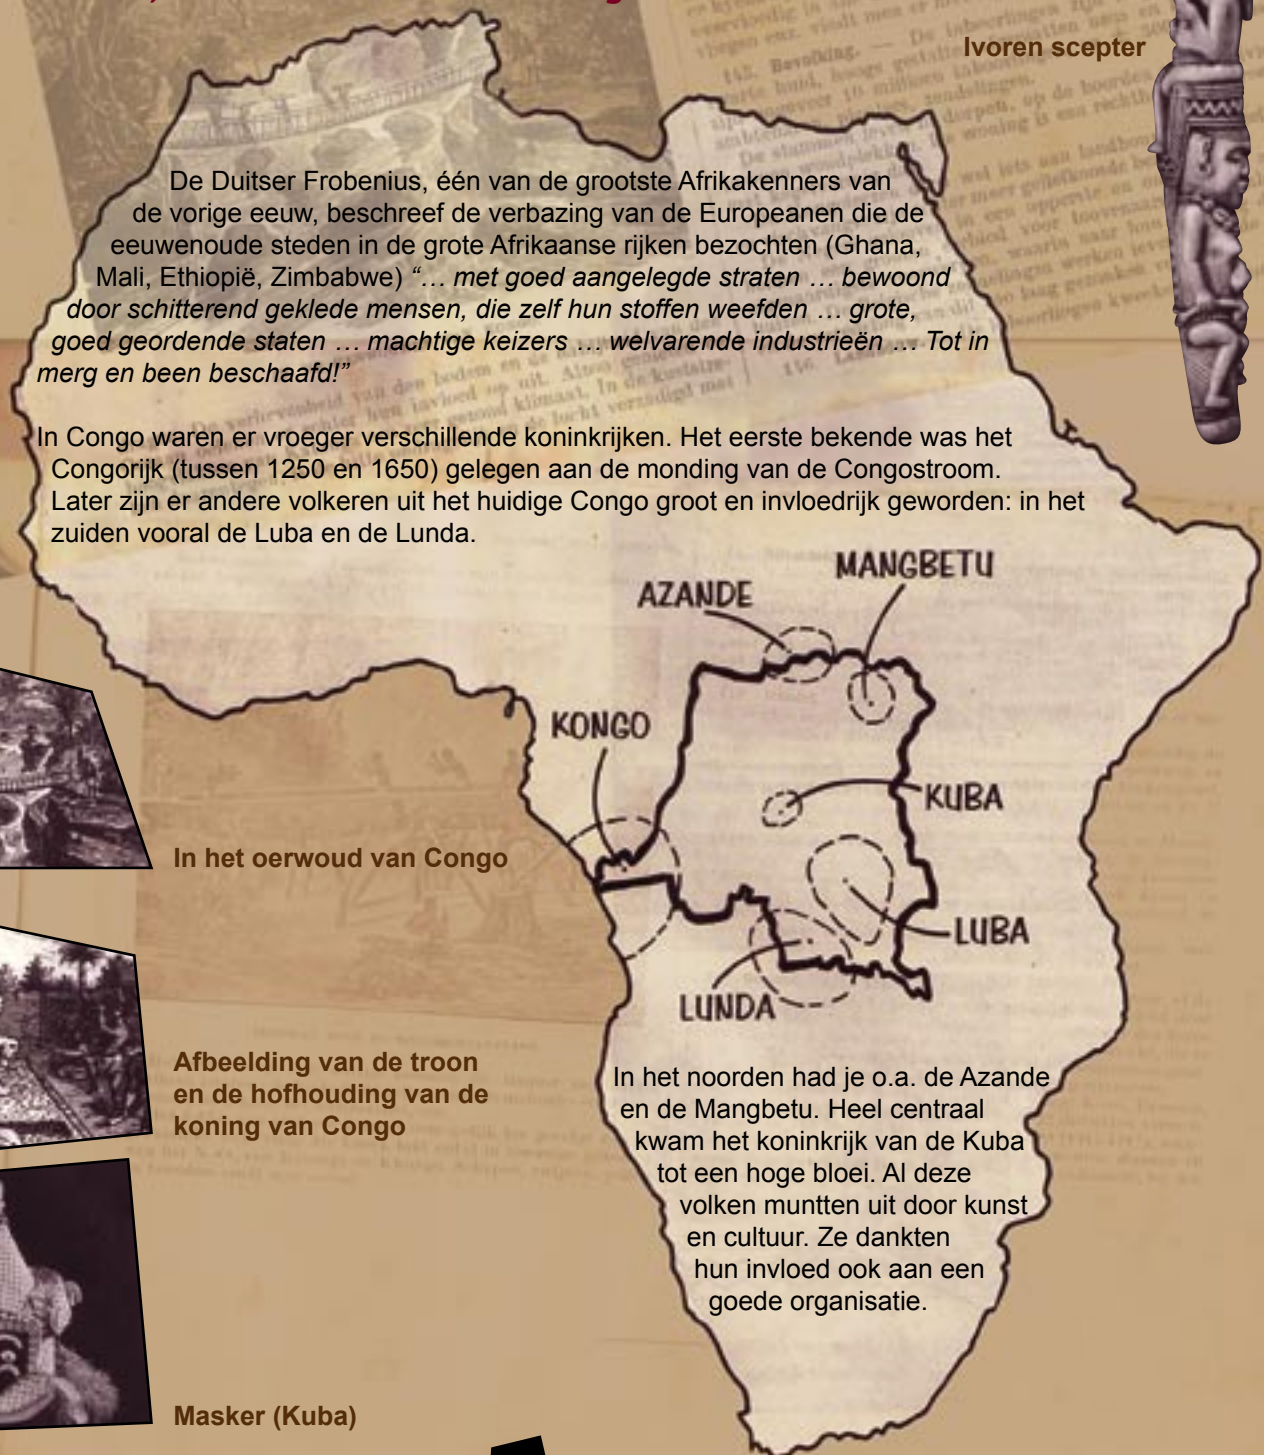 Ivoren scepter
De Duitser Frobenius, één van de grootste Afrikakenners van
de vorige eeuw, beschreef de verbazing van de Europeanen die de
eeuwenoude steden in de grote Afrikaanse rijken bezochten (Ghana,
Mali, Ethiopië, Zimbabwe) “… met goed aangelegde straten … bewoond
door schitterend geklede mensen, die zelf hun stoffen weefden … grote,
goed geordende staten … machtige keizers … welvarende industrieën … Tot in
merg en been beschaafd!”
In Congo waren er vroeger verschillende koninkrijken. Het eerste bekende was het
Congorijk (tussen 1250 en 1650) gelegen aan de monding van de Congostroom.
Later zijn er andere volkeren uit het huidige Congo groot en invloedrijk geworden: in het
zuiden vooral de Luba en de Lunda.
MANGBETU
AZANDE
KONGO
KUBA
LUBA
LUNDA
In het oerwoud van Congo
Afbeelding van de troon
en de hofhouding van de
koning van Congo
In het noorden had je o.a. de Azande
en de Mangbetu. Heel centraal
kwam het koninkrijk van de Kuba
tot een hoge bloei. Al deze
volken muntten uit door kunst
en cultuur. Ze dankten
hun invloed ook aan een
goede organisatie.
Masker (Kuba)